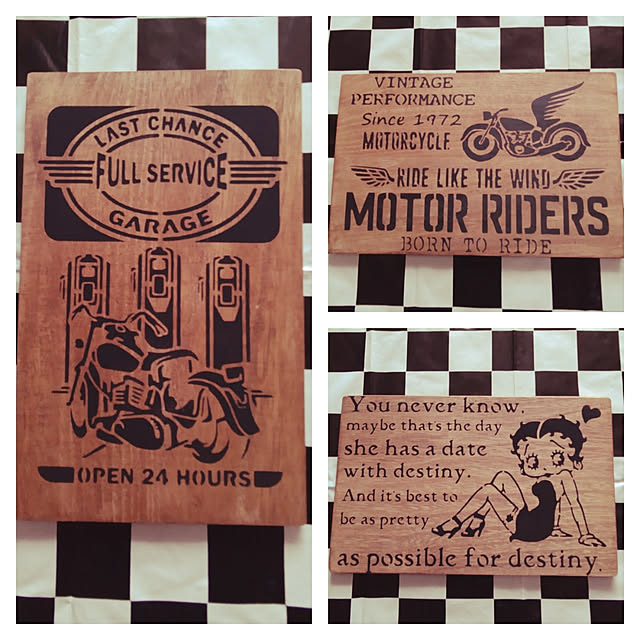 LAST CHANCE
FULL SERVICE
GARAGE
OPEN 24 HOURS
VINTAGE
PERFORMANCE
Since 1972
MOTORCYCLE
RIDE LIKE THE WIND
MOTOR RIDERS
BORN TO RIDE
You never know,
maybe that's the day
she has a date
with destiny.
And it's best to
be as pretty
as possible for destiny.